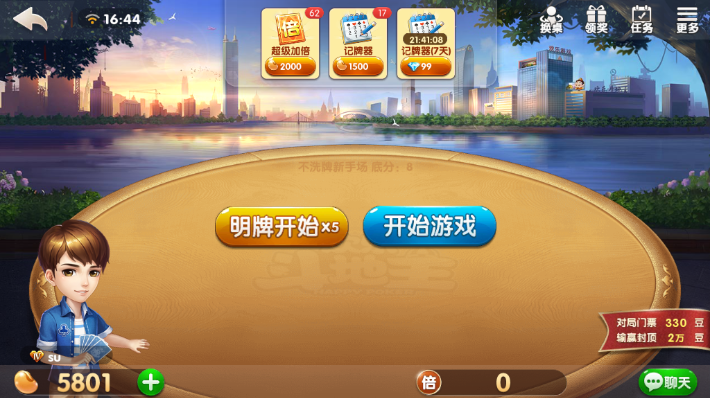 16:44
62
超级加倍
2000
17
记牌器
1500
21:41:08
记牌器(7天)
99
换桌
领奖
任务
更多
不洗牌新手场 底分：8
明牌开始x5
开始游戏
对局门票 330 豆
输赢封顶 2万 豆
SU
5801
倍
0
聊天